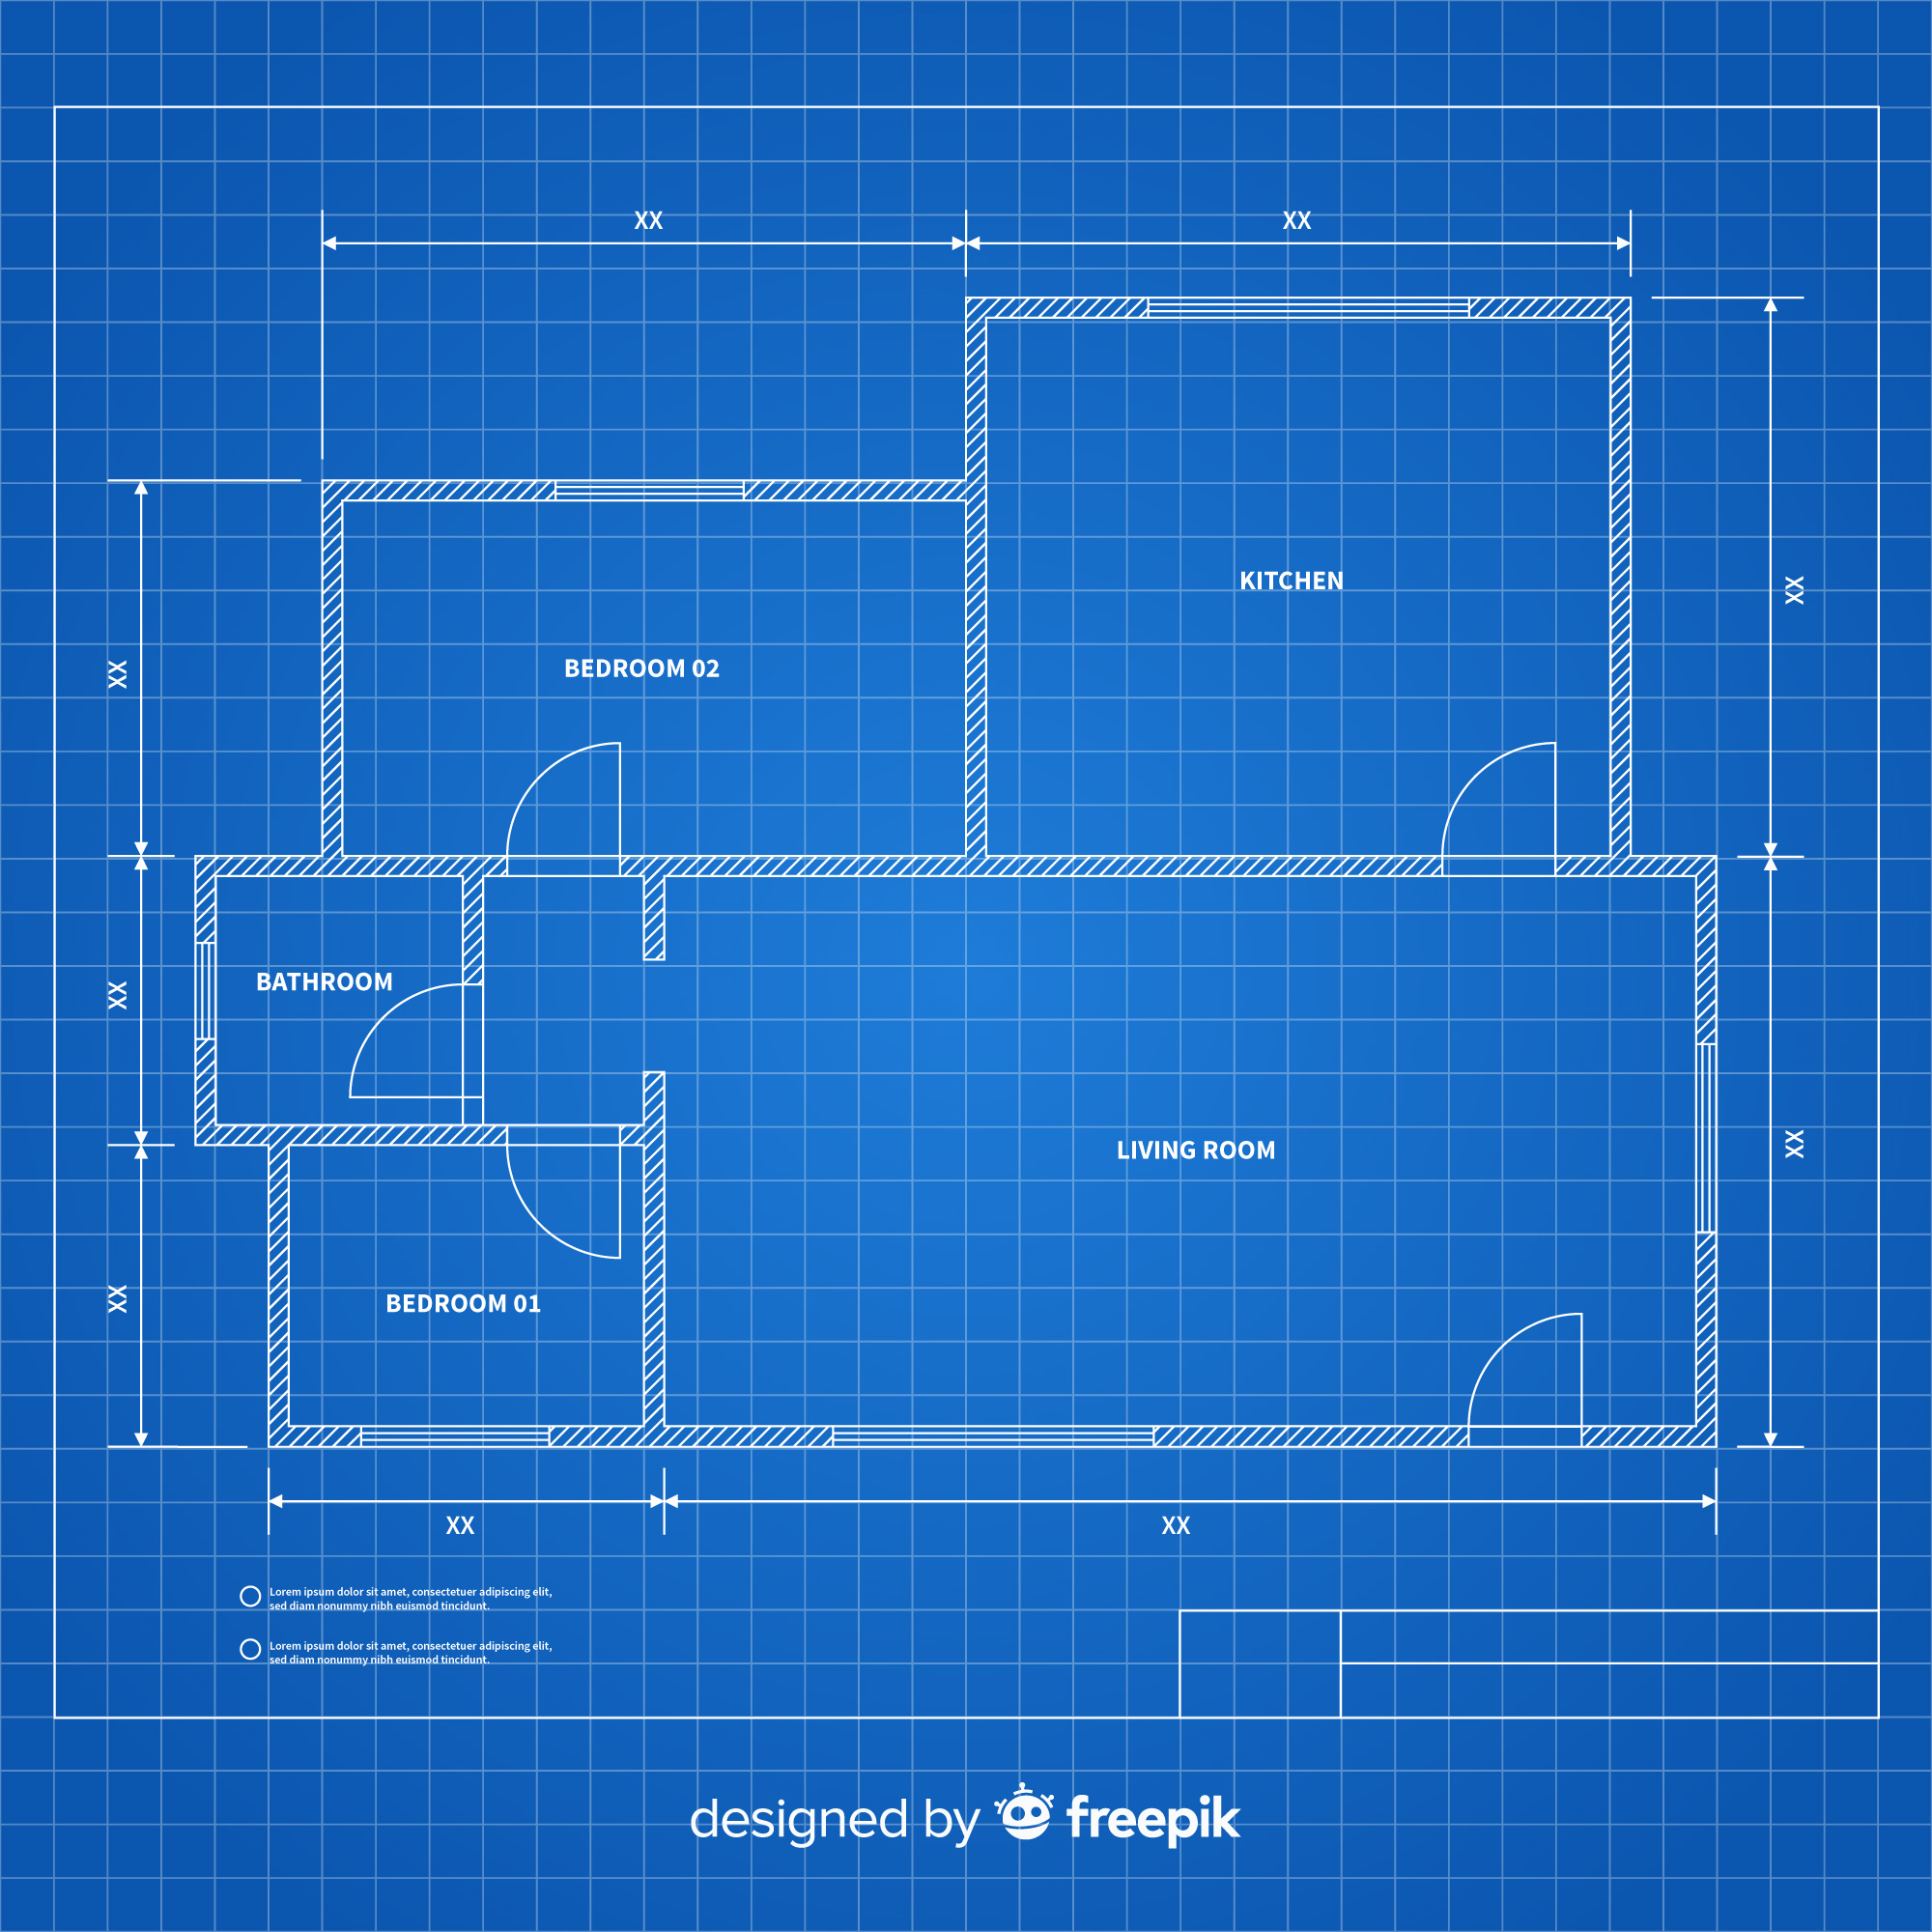 XX
XX
KITCHEN
XX
BEDROOM 02
XX
BATHROOM
XX
LIVING ROOM
XX
BEDROOM 01
XX
XX
XX
Lorem ipsum dolor sit amet, consectetuer adipiscing elit,
sed diam nonummy nibh euismod tincidunt.
Lorem ipsum dolor sit amet, consectetuer adipiscing elit,
sed diam nonummy nibh euismod tincidunt.
designed by freepik